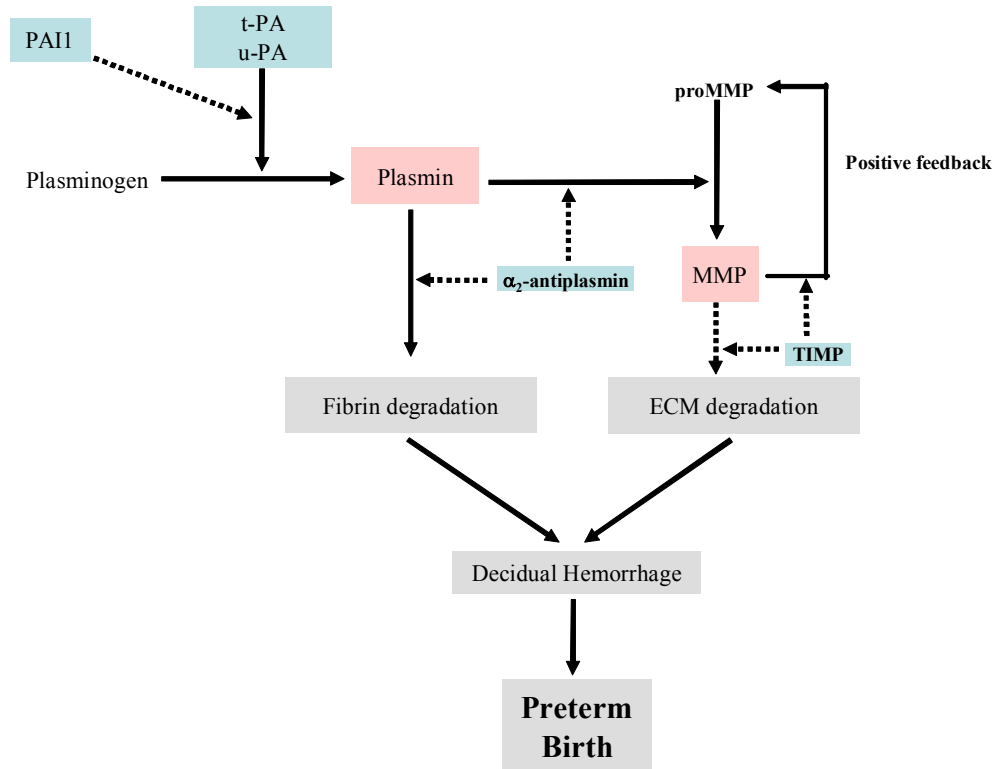 PAI1
t-PA
u-PA
proMMP
Positive feedback
Plasminogen
Plasmin
α₂-antiplasmin
MMP
TIMP
Fibrin degradation
ECM degradation
Decidual Hemorrhage
Preterm
Birth